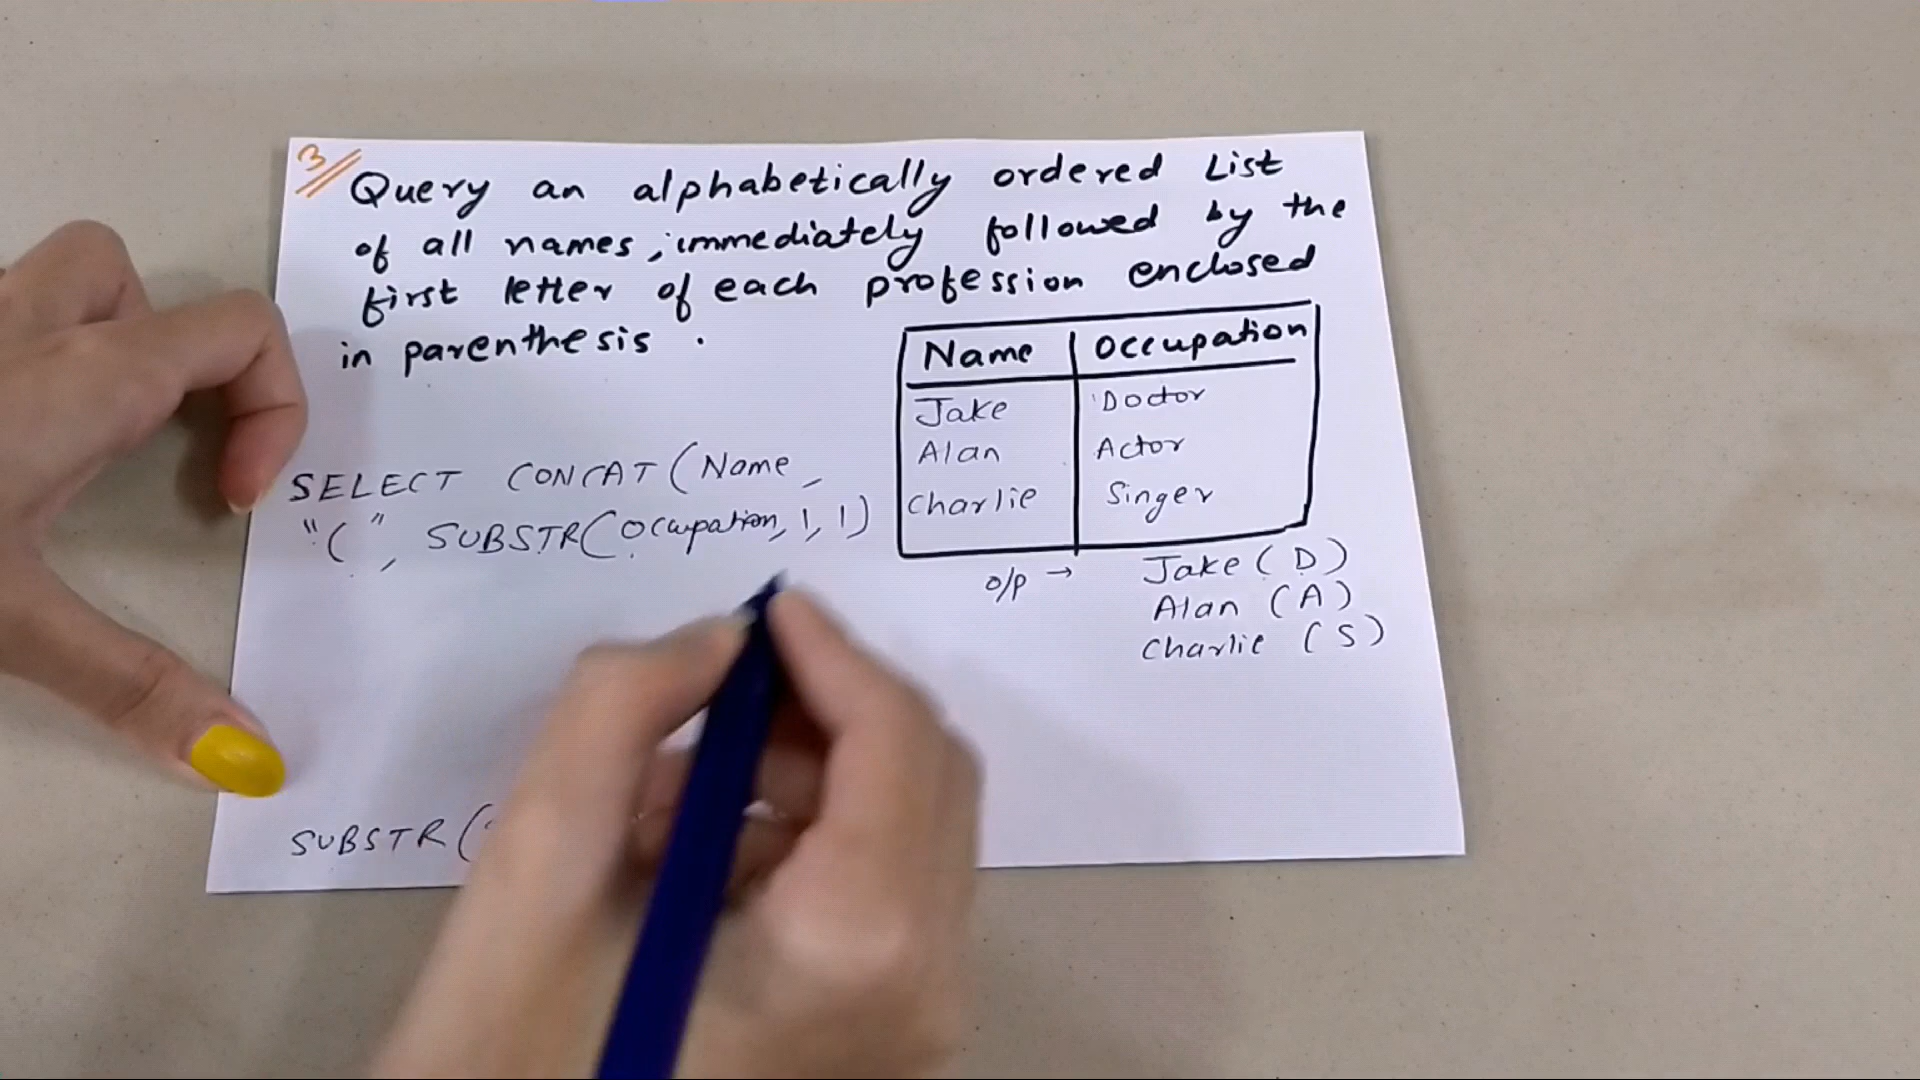 3
Query an alphabetically ordered List
of all names, immediately followed by the
first letter of each profession enclosed
in parenthesis.
Name | Occupation
Jake | Doctor
Alan | Actor
Charlie | Singer
SELECT CONCAT(Name,
"(", SUBSTR(Occupation, 1, 1)
o/p → Jake (D)
Alan (A)
Charlie (S)
SUBSTR(